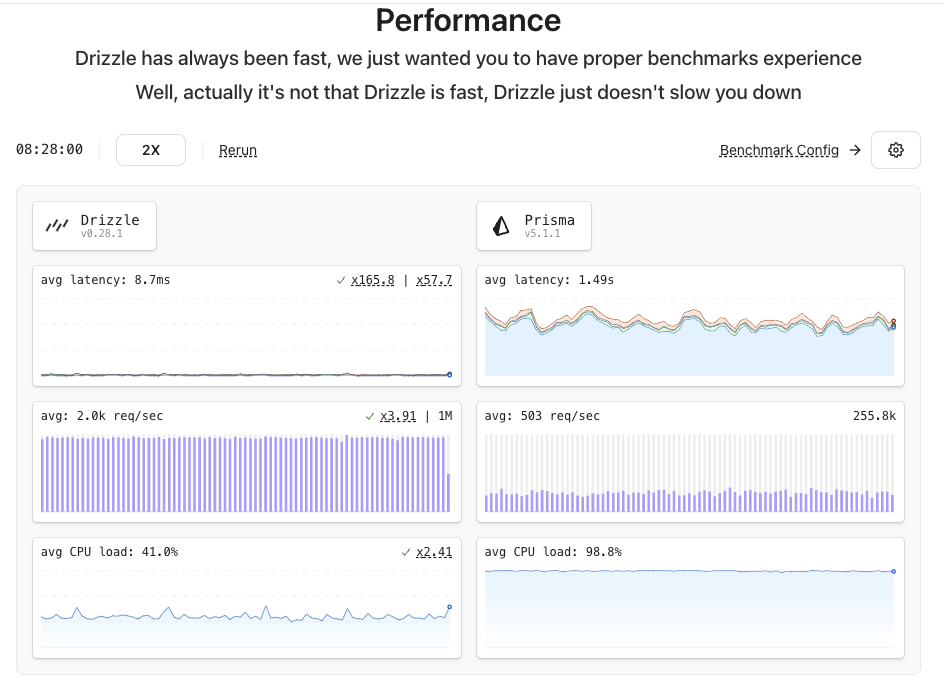 Performance
Drizzle has always been fast, we just wanted you to have proper benchmarks experience
Well, actually it's not that Drizzle is fast, Drizzle just doesn't slow you down
08:28:00 2X Rerun Benchmark Config →
Drizzle
v0.28.1
Prisma
v5.1.1
avg latency: 8.7ms ✓ x165.8 | x57.7
avg latency: 1.49s
avg: 2.0k req/sec ✓ x3.91 | 1M
avg: 503 req/sec 255.8k
avg CPU load: 41.0% ✓ x2.41
avg CPU load: 98.8%